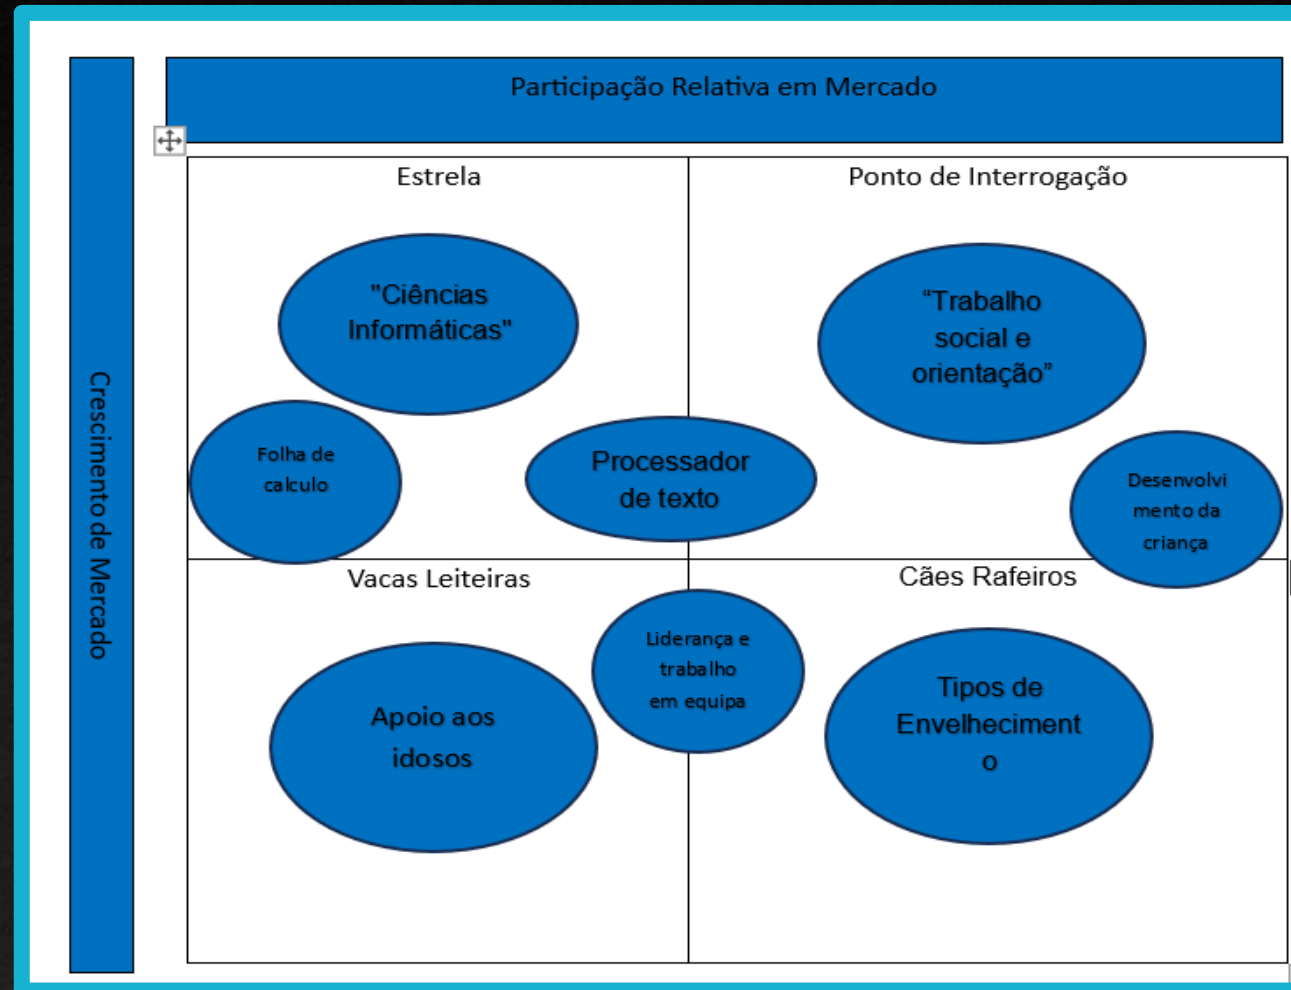 Participação Relativa em Mercado
Crescimento de Mercado
Estrela
Ponto de Interrogação
"Ciências
Informáticas"
“Trabalho
social e
orientação”
Folha de
calculo
Processador
de texto
Desenvolvi
mento da
criança
Vacas Leiteiras
Cães Rafeiros
Liderança e
trabalho
em equipa
Apoio aos
idosos
Tipos de
Envelheciment
o